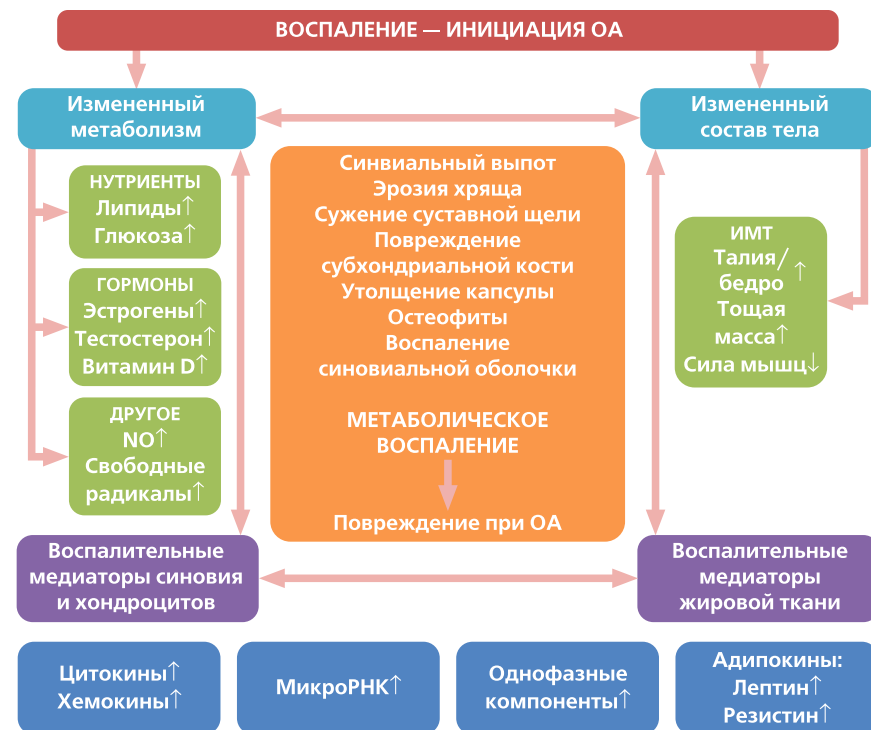 ВОСПАЛЕНИЕ — ИНИЦИАЦИЯ ОА
Измененный
метаболизм
Измененный
состав тела
НУТРИЕНТЫ
Липиды↑
Глюкоза↑
ГОРМОНЫ
Эстрогены↑
Тестостерон↑
Витамин D↑
ДРУГОЕ
NO↑
Свободные
радикалы↑
Синвиальный выпот
Эрозия хряща
Сужение суставной щели
Повреждение
субхондриальной кости
Утолщение капсулы
Остеофиты
Воспаление
синовиальной оболочки
МЕТАБОЛИЧЕСКОЕ
ВОСПАЛЕНИЕ
Повреждение при ОА
ИМТ
Талия/
бедро ↑
Тощая
масса↑
Сила мышц↓
Воспалительные
медиаторы синовия
и хондроцитов
Воспалительные
медиаторы
жировой ткани
Цитокины↑
Хемокины↑
МикроРНК↑
Однофазные
компоненты↑
Адипокины:
Лептин↑
Резистин↑